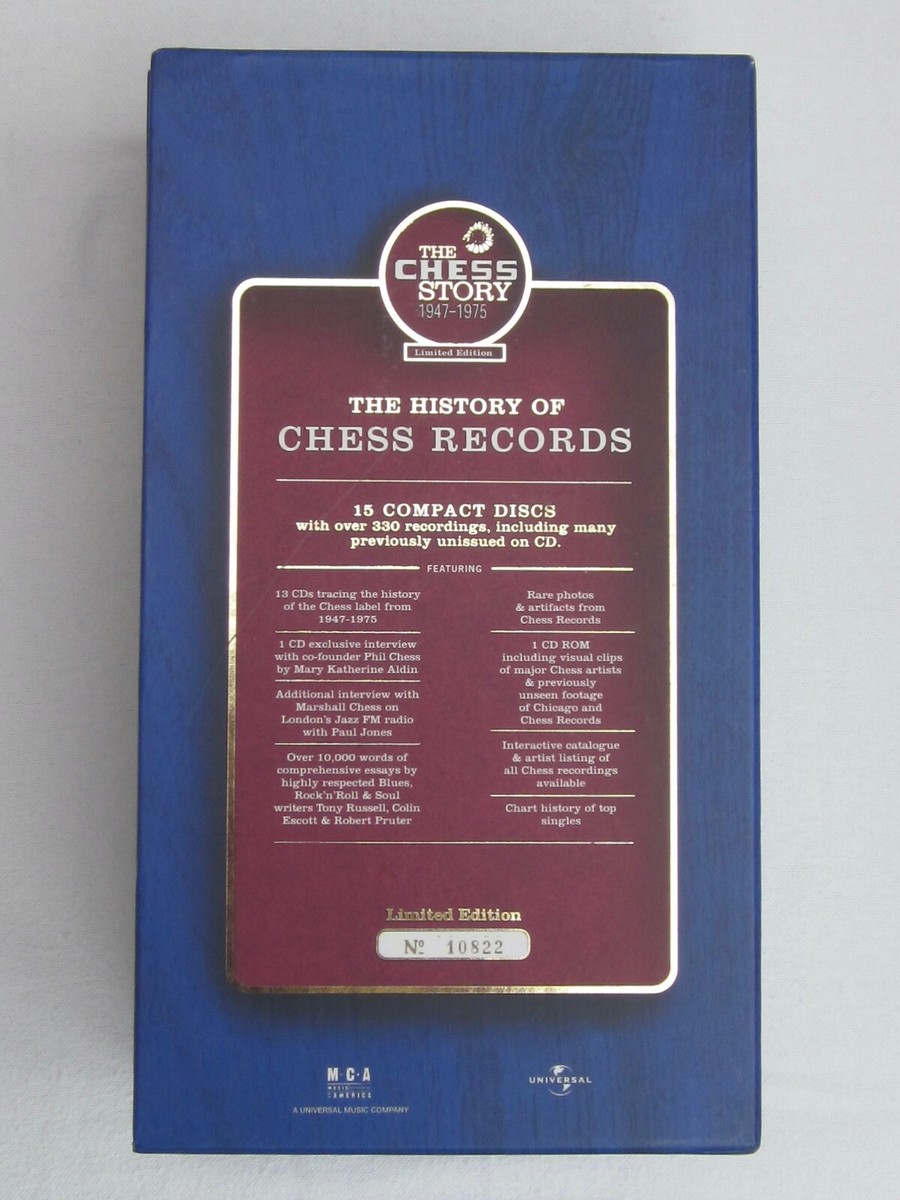 THE
CHESS
STORY
1947-1975
Limited Edition
THE HISTORY OF
CHESS RECORDS
15 COMPACT DISCS
with over 330 recordings, including many
previously unissued on CD.
FEATURING
13 CDs tracing the history
of the Chess label from
1947-1975
1 CD exclusive interview
with co-founder Phil Chess
by Mary Katherine Aldin
Additional interview with
Marshall Chess on
London's Jazz FM radio
with Paul Jones
Over 10,000 words of
comprehensive essays by
highly respected Blues,
Rock'n'Roll & Soul
writers Tony Russell, Colin
Escott & Robert Pruter
Rare photos
& artifacts from
Chess Records
1 CD ROM
including visual clips
of major Chess artists
& previously
unseen footage
of Chicago and
Chess Records
Interactive catalogue
& artist listing of
all Chess recordings
available
Chart history of top
singles
Limited Edition
Nº 10822
M·C·A
MUSIC
AMERICA
A UNIVERSAL MUSIC COMPANY
UNIVERSAL